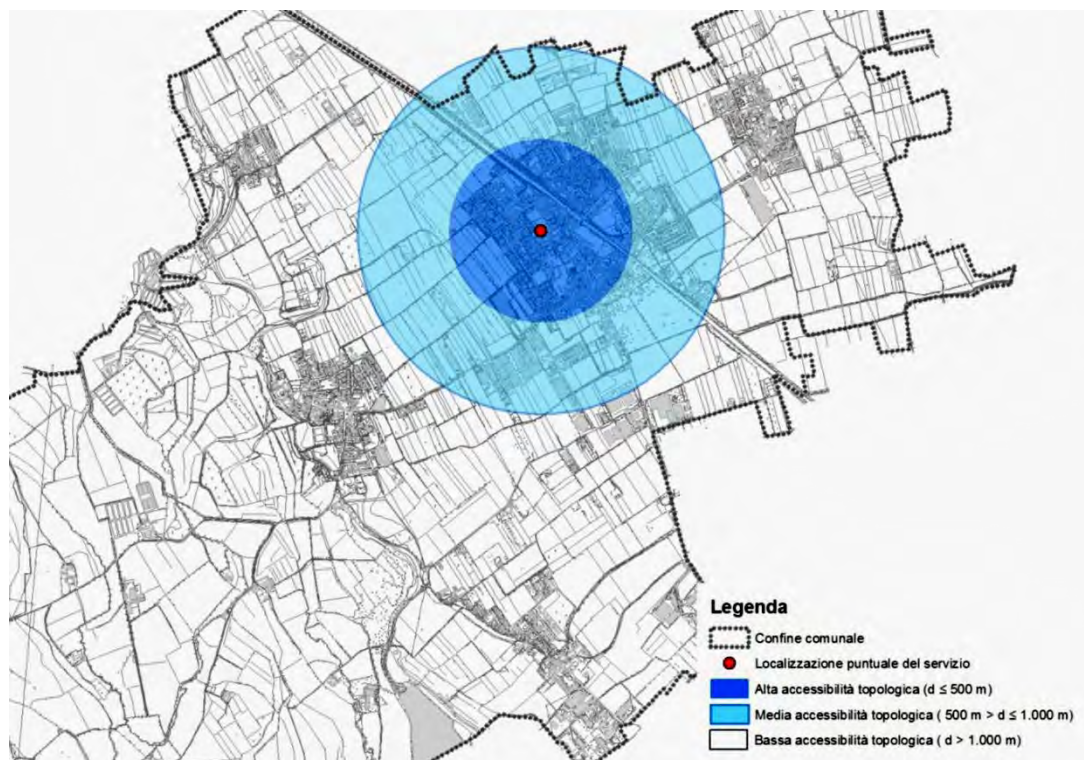 Legenda
Confine comunale
Localizzazione puntuale del servizio
Alta accessibilità topologica (d ≤ 500 m)
Media accessibilità topologica ( 500 m > d ≤ 1.000 m)
Bassa accessibilità topologica ( d > 1.000 m)